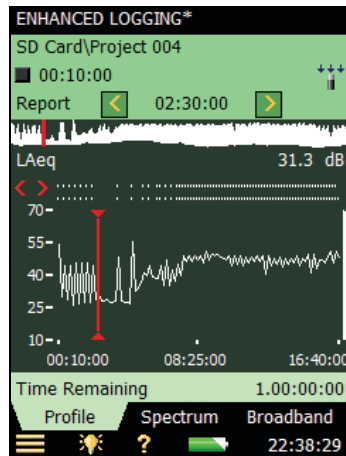 ENHANCED LOGGING*
SD Card\Project 004
00:10:00
Report < 02:30:00 >
LAeq 31.3 dB
< >
70
55
40
25
10
00:10:00 08:25:00 16:40:00
Time Remaining 1.00:00:00
Profile Spectrum Broadband
? 22:38:29